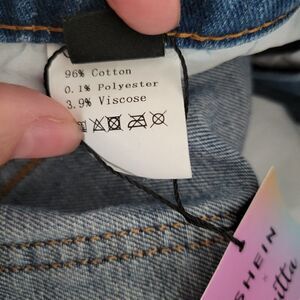 96% Cotton
0.1% Polyester
3.9% Viscose
SHEIN
X